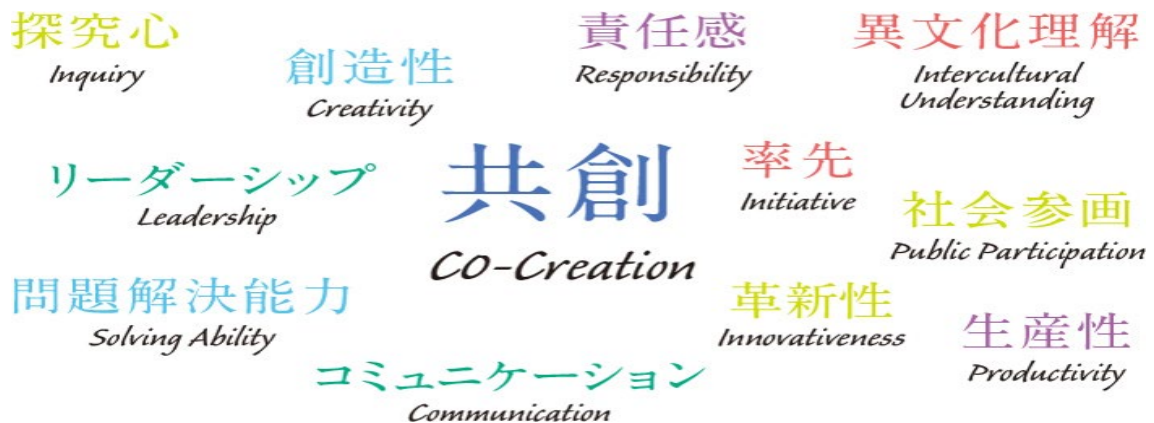 探究心
Inquiry
創造性
Creativity
責任感
Responsibility
異文化理解
Intercultural
Understanding
リーダーシップ
Leadership
共創
CO-Creation
率先
Initiative
社会参画
Public Participation
問題解決能力
Solving Ability
革新性
Innovativeness
生産性
Productivity
コミュニケーション
Communication